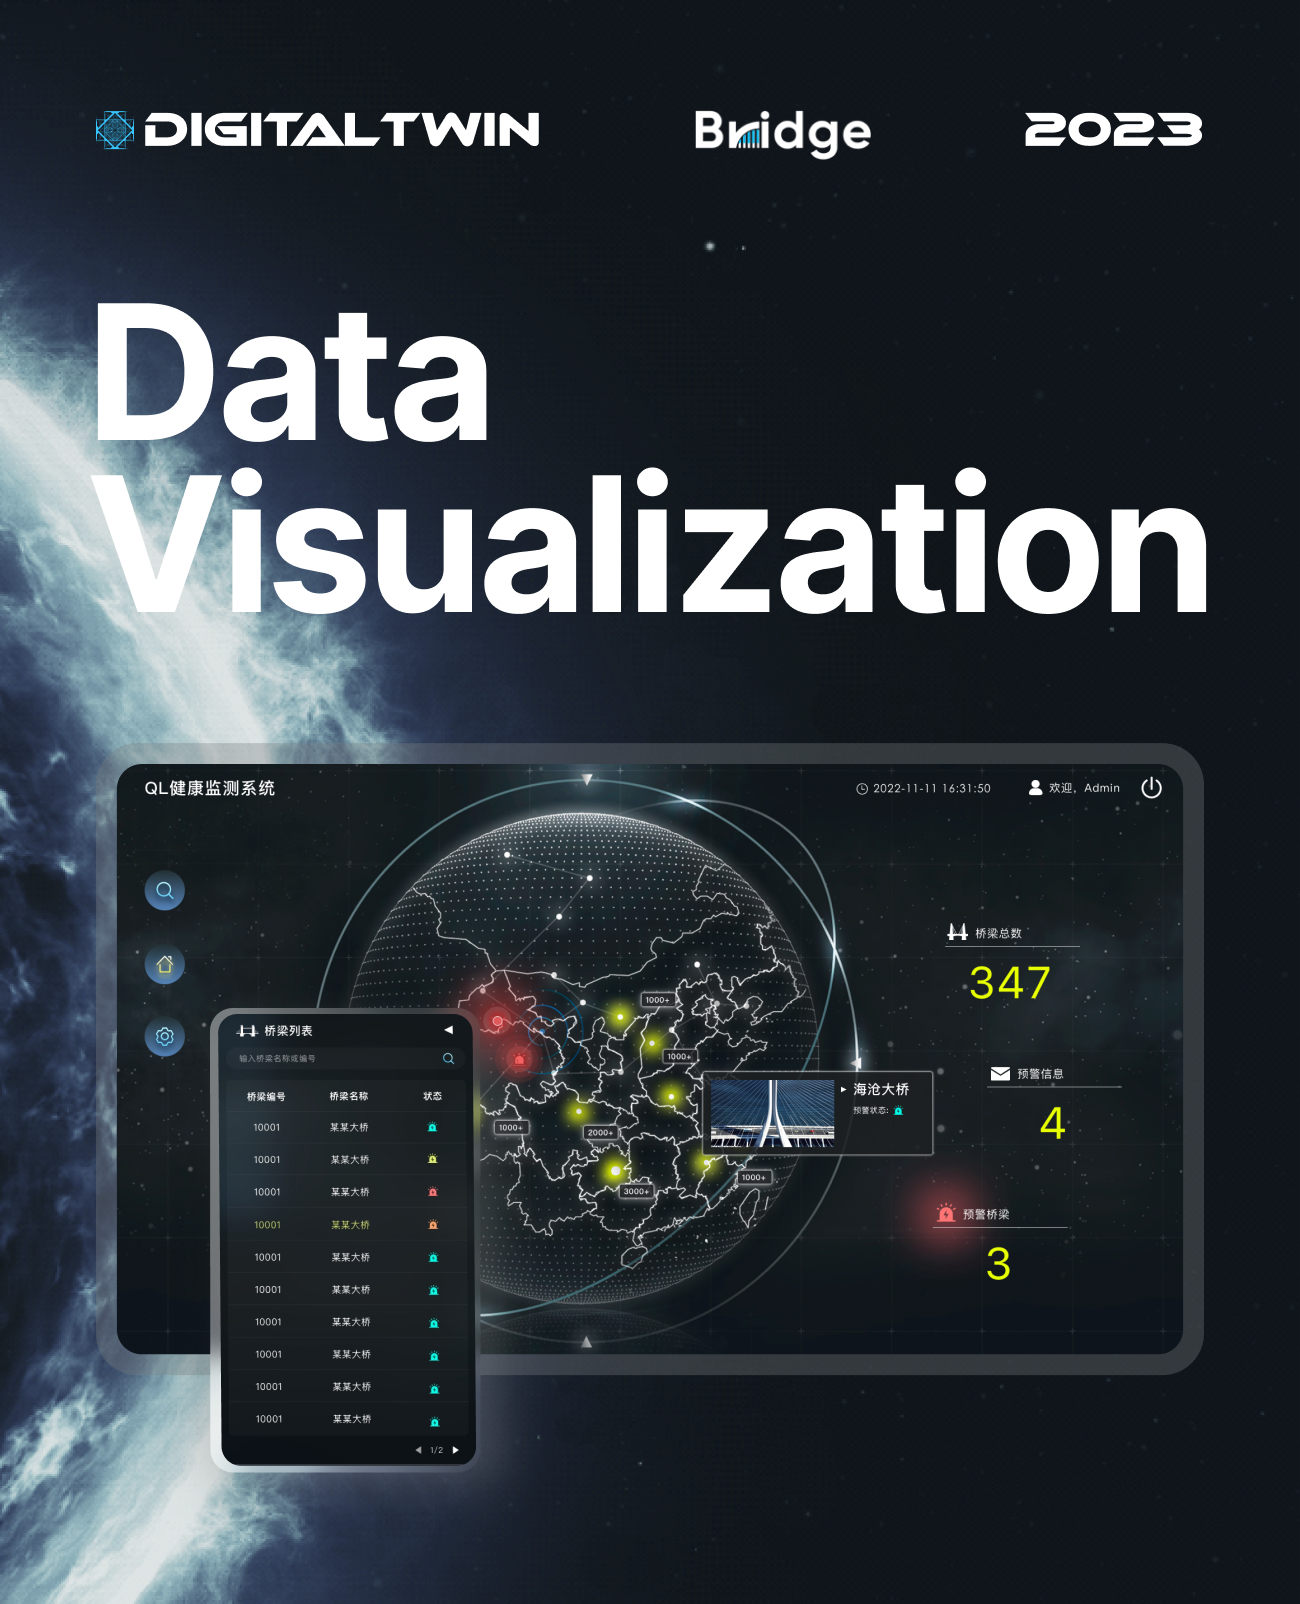 DIGITALTWIN
Bridge
2023
Data
Visualization
QL健康监测系统
2022-11-11 16:31:50
欢迎，Admin
桥梁总数
347
1000+
1000+
桥梁列表
输入桥梁名称或编号
海沧大桥
预警状态:
预警信息
4
桥梁编号 桥梁名称 状态
10001 某某大桥
10001 某某大桥
10001 某某大桥
10001 某某大桥
10001 某某大桥
10001 某某大桥
10001 某某大桥
10001 某某大桥
10001 某某大桥
10001 某某大桥
1/2
1000+
2000+
3000+
1000+
预警桥梁
3